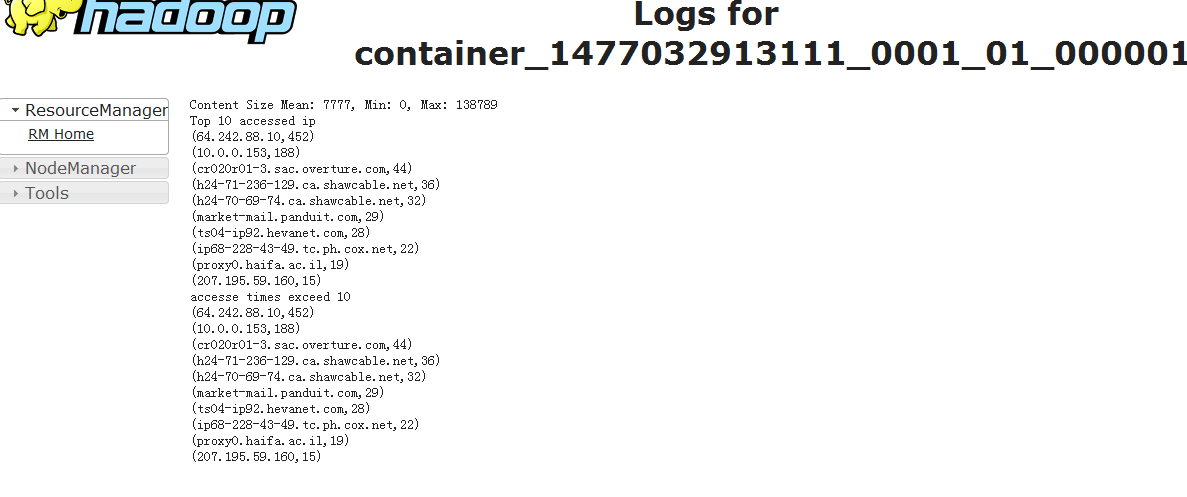 hadoop
Logs for
container_1477032913111_0001_01_000001
ResourceManager
RM Home
NodeManager
Tools
Content Size Mean: 7777, Min: 0, Max: 138789
Top 10 accessed ip
(64.242.88.10,452)
(10.0.0.153,188)
(cr020r01-3.sac.overture.com,44)
(h24-71-236-129.ca.shawcable.net,36)
(h24-70-69-74.ca.shawcable.net,32)
(market-mail.panduit.com,29)
(ts04-ip92.hevanet.com,28)
(ip68-228-43-49.tc.ph.cox.net,22)
(proxy0.haifa.ac.il,19)
(207.195.59.160,15)
accesse times exceed 10
(64.242.88.10,452)
(10.0.0.153,188)
(cr020r01-3.sac.overture.com,44)
(h24-71-236-129.ca.shawcable.net,36)
(h24-70-69-74.ca.shawcable.net,32)
(market-mail.panduit.com,29)
(ts04-ip92.hevanet.com,28)
(ip68-228-43-49.tc.ph.cox.net,22)
(proxy0.haifa.ac.il,19)
(207.195.59.160,15)